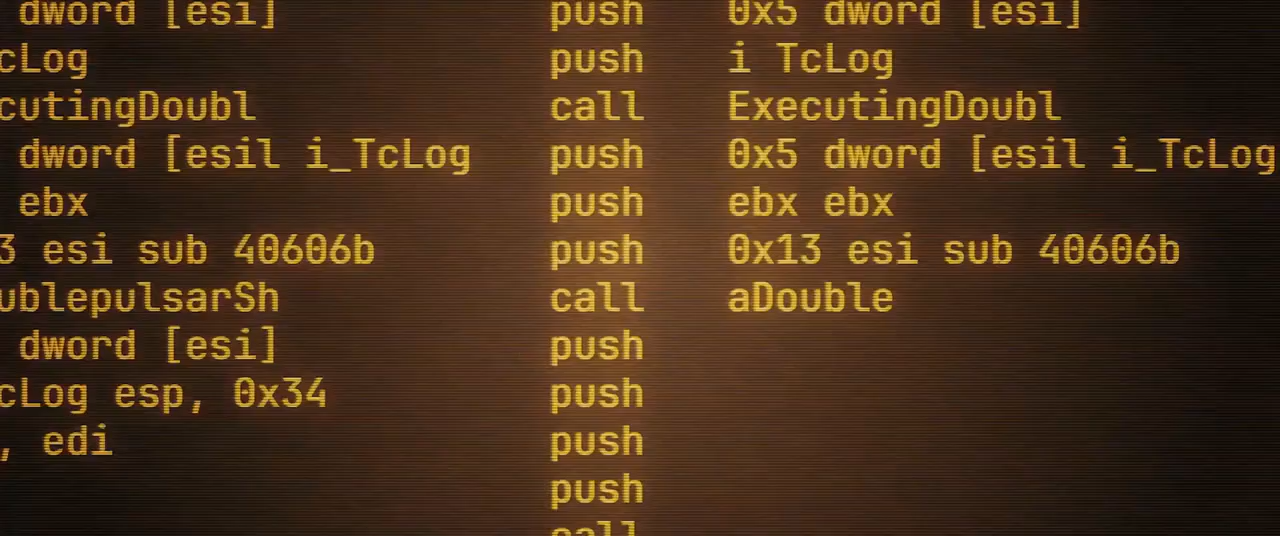 dword [esi] push 0x5 dword [esi]
cLog push i TcLog
cutingDoubl call ExecutingDoubl
dword [esil i_TcLog push 0x5 dword [esil i_TcLog
ebx push ebx ebx
3 esi sub 40606b push 0x13 esi sub 40606b
ublepulsarSh call aDouble
dword [esi] push
cLog esp, 0x34 push
, edi push
push
call